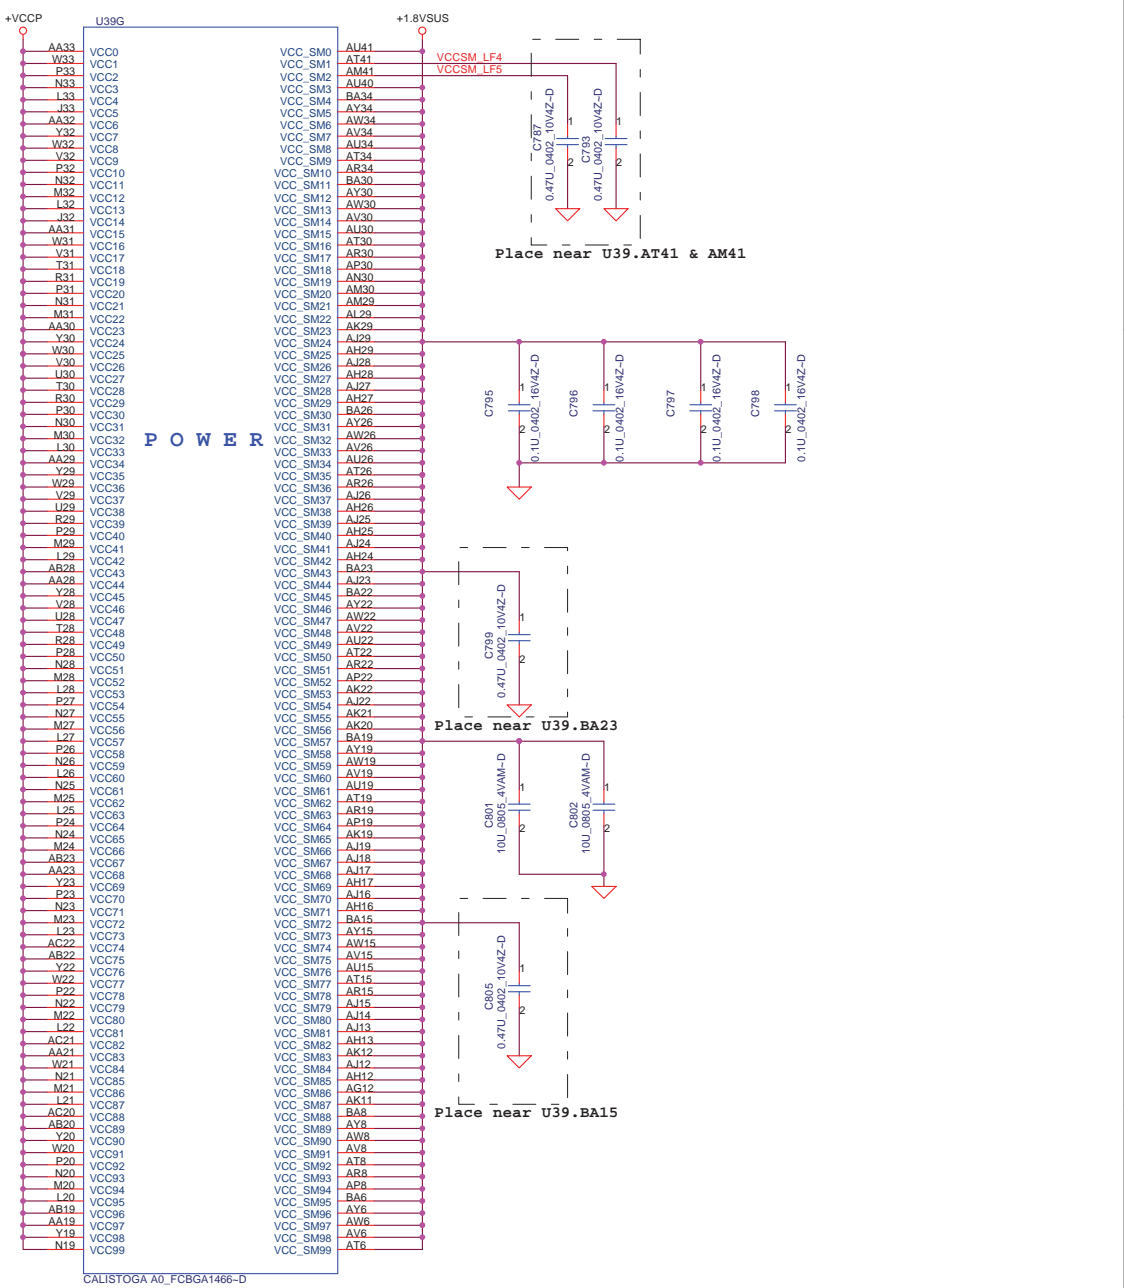 +VCCP
U39G
+1.8VSUS
AA33 VCC0 VCC_SM0 AU41
W33 VCC1 VCC_SM1 AT41 VCCSM_LF4
P33 VCC2 VCC_SM2 AM41 VCCSM_LF5
N33 VCC3 VCC_SM3 AU40
L33 VCC4 VCC_SM4 BA34
J33 VCC5 VCC_SM5 AY34
AA32 VCC6 VCC_SM6 AW34
Y32 VCC7 VCC_SM7 AV34
W32 VCC8 VCC_SM8 AU34
V32 VCC9 VCC_SM9 AT34
P32 VCC10 VCC_SM10 AR34
N32 VCC11 VCC_SM11 BA30
M32 VCC12 VCC_SM12 AY30
L32 VCC13 VCC_SM13 AW30
J32 VCC14 VCC_SM14 AV30
AA31 VCC15 VCC_SM15 AU30
W31 VCC16 VCC_SM16 AT30
V31 VCC17 VCC_SM17 AR30
T31 VCC18 VCC_SM18 AP30
R31 VCC19 VCC_SM19 AN30
P31 VCC20 VCC_SM20 AM30
N31 VCC21 VCC_SM21 AM29
M31 VCC22 VCC_SM22 AL29
AA30 VCC23 VCC_SM23 AK29
Y30 VCC24 VCC_SM24 AJ29
W30 VCC25 VCC_SM25 AH29
V30 VCC26 VCC_SM26 AJ28
U30 VCC27 VCC_SM27 AH28
T30 VCC28 VCC_SM28 AJ27
R30 VCC29 VCC_SM29 AH27
P30 VCC30 VCC_SM30 BA26
N30 VCC31 VCC_SM31 AY26
M30 VCC32 VCC_SM32 AW26
L30 VCC33 VCC_SM33 AV26
AA29 VCC34 VCC_SM34 AU26
Y29 VCC35 VCC_SM35 AT26
W29 VCC36 VCC_SM36 AR26
V29 VCC37 VCC_SM37 AJ26
U29 VCC38 VCC_SM38 AH26
R29 VCC39 VCC_SM39 AJ25
P29 VCC40 VCC_SM40 AH25
M29 VCC41 VCC_SM41 AJ24
L29 VCC42 VCC_SM42 AH24
AB28 VCC43 VCC_SM43 BA23
AA28 VCC44 VCC_SM44 AJ23
Y28 VCC45 VCC_SM45 BA22
V28 VCC46 VCC_SM46 AY22
U28 VCC47 VCC_SM47 AW22
T28 VCC48 VCC_SM48 AV22
R28 VCC49 VCC_SM49 AU22
P28 VCC50 VCC_SM50 AT22
N28 VCC51 VCC_SM51 AR22
M28 VCC52 VCC_SM52 AP22
L28 VCC53 VCC_SM53 AK22
P27 VCC54 VCC_SM54 AJ22
N27 VCC55 VCC_SM55 AK21
M27 VCC56 VCC_SM56 AK20
L27 VCC57 VCC_SM57 BA19
P26 VCC58 VCC_SM58 AY19
N26 VCC59 VCC_SM59 AW19
L26 VCC60 VCC_SM60 AV19
N25 VCC61 VCC_SM61 AU19
M25 VCC62 VCC_SM62 AT19
L25 VCC63 VCC_SM63 AR19
P24 VCC64 VCC_SM64 AP19
N24 VCC65 VCC_SM65 AK19
M24 VCC66 VCC_SM66 AJ19
AB23 VCC67 VCC_SM67 AJ18
AA23 VCC68 VCC_SM68 AJ17
Y23 VCC69 VCC_SM69 AH17
P23 VCC70 VCC_SM70 AJ16
N23 VCC71 VCC_SM71 AH16
M23 VCC72 VCC_SM72 BA15
L23 VCC73 VCC_SM73 AY15
AC22 VCC74 VCC_SM74 AW15
AB22 VCC75 VCC_SM75 AV15
Y22 VCC76 VCC_SM76 AU15
W22 VCC77 VCC_SM77 AT15
P22 VCC78 VCC_SM78 AR15
N22 VCC79 VCC_SM79 AJ15
M22 VCC80 VCC_SM80 AJ14
L22 VCC81 VCC_SM81 AJ13
AC21 VCC82 VCC_SM82 AH13
AA21 VCC83 VCC_SM83 AK12
W21 VCC84 VCC_SM84 AJ12
N21 VCC85 VCC_SM85 AH12
M21 VCC86 VCC_SM86 AG12
L21 VCC87 VCC_SM87 AK11
AC20 VCC88 VCC_SM88 BA8
AB20 VCC89 VCC_SM89 AY8
Y20 VCC90 VCC_SM90 AW8
W20 VCC91 VCC_SM91 AV8
P20 VCC92 VCC_SM92 AT8
N20 VCC93 VCC_SM93 AR8
M20 VCC94 VCC_SM94 AP8
L20 VCC95 VCC_SM95 BA6
AB19 VCC96 VCC_SM96 AY6
AA19 VCC97 VCC_SM97 AW6
Y19 VCC98 VCC_SM98 AV6
N19 VCC99 VCC_SM99 AT6
P O W E R
CALISTOGA A0_FCBGA1466~D
C787
0.47U_0402_10V4Z~D
1
2
C793
0.47U_0402_10V4Z~D
1
2
Place near U39.AT41 & AM41
C795
0.1U_0402_16V4Z~D
1
2
C796
0.1U_0402_16V4Z~D
1
2
C797
0.1U_0402_16V4Z~D
1
2
C798
0.1U_0402_16V4Z~D
1
2
C799
0.47U_0402_10V4Z~D
1
2
Place near U39.BA23
C801
10U_0805_4VAM~D
1
2
C802
10U_0805_4VAM~D
1
2
C805
0.47U_0402_10V4Z~D
1
2
Place near U39.BA15